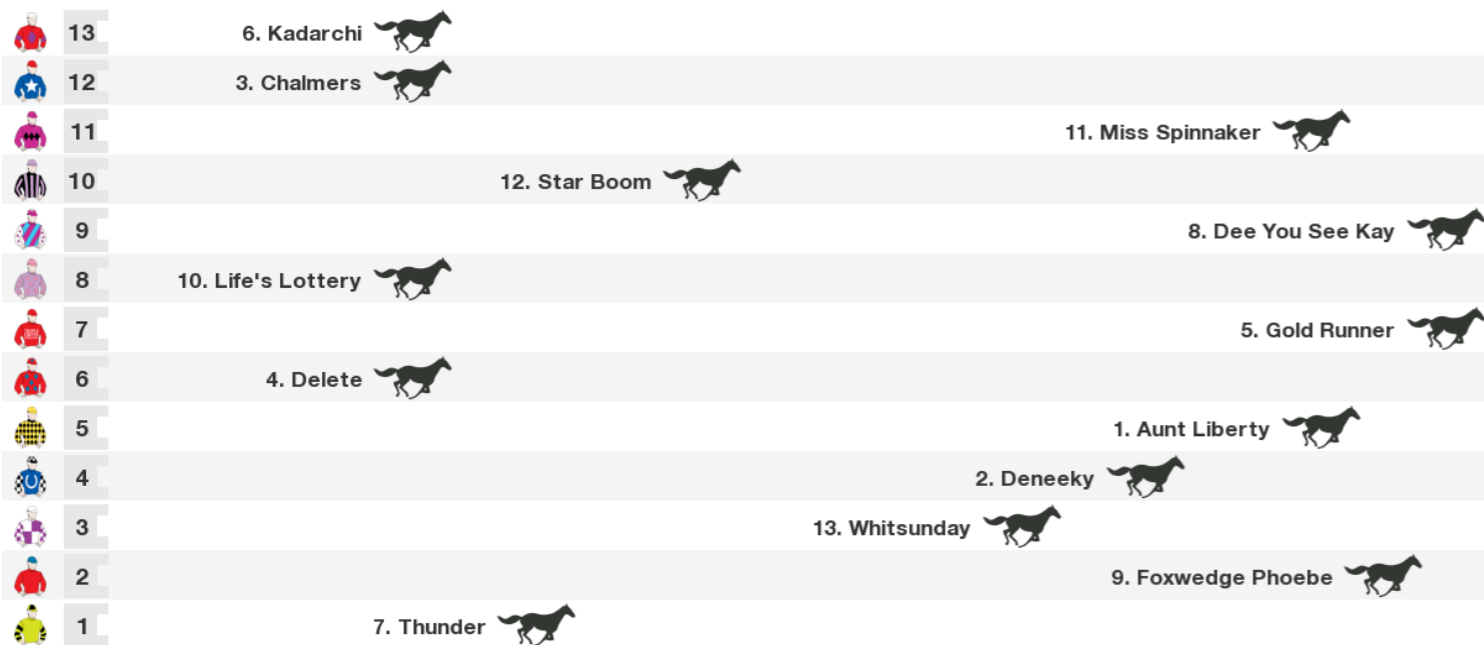 13 6. Kadarchi
12 3. Chalmers
11 11. Miss Spinnaker
10 12. Star Boom
9 8. Dee You See Kay
8 10. Life's Lottery
7 5. Gold Runner
6 4. Delete
5 1. Aunt Liberty
4 2. Deneeky
3 13. Whitsunday
2 9. Foxwedge Phoebe
1 7. Thunder